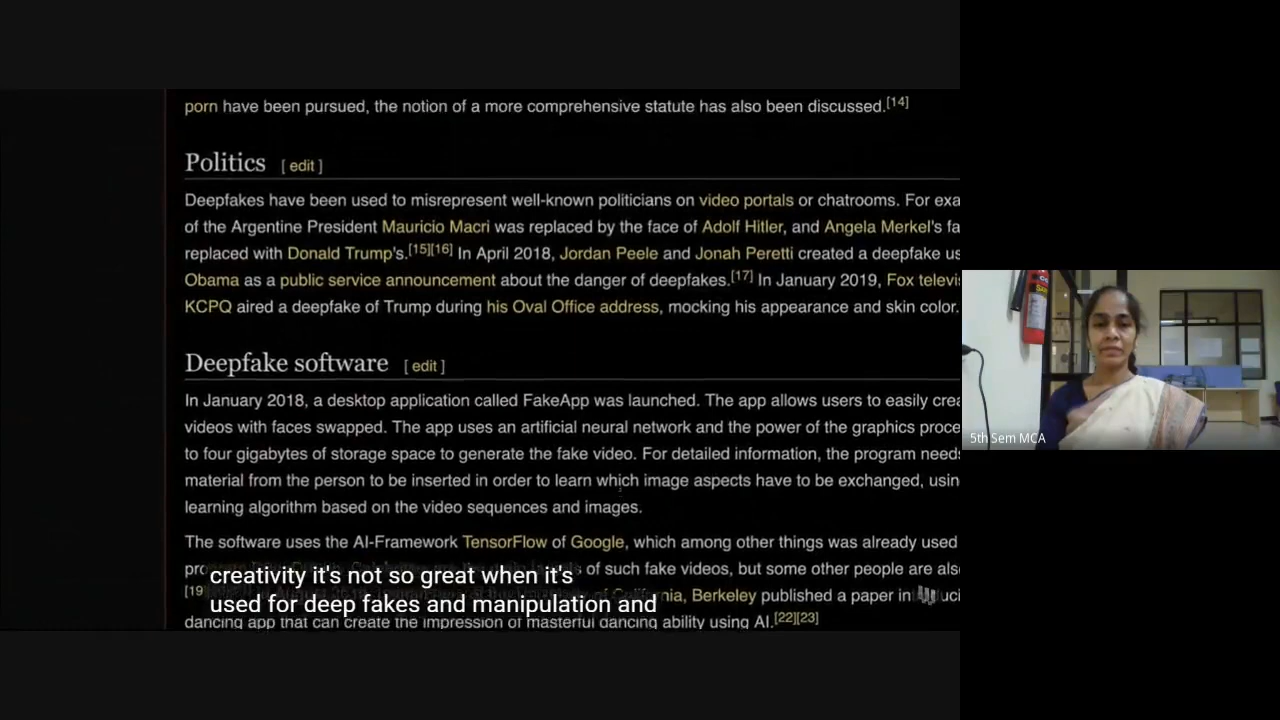 porn have been pursued, the notion of a more comprehensive statute has also been discussed.[14]
Politics [ edit ]
Deepfakes have been used to misrepresent well-known politicians on video portals or chatrooms. For exa
of the Argentine President Mauricio Macri was replaced by the face of Adolf Hitler, and Angela Merkel's fa
replaced with Donald Trump's.[15][16] In April 2018, Jordan Peele and Jonah Peretti created a deepfake us
Obama as a public service announcement about the danger of deepfakes.[17] In January 2019, Fox televis
KCPQ aired a deepfake of Trump during his Oval Office address, mocking his appearance and skin color.
Deepfake software [ edit ]
In January 2018, a desktop application called FakeApp was launched. The app allows users to easily crea
videos with faces swapped. The app uses an artificial neural network and the power of the graphics proce
to four gigabytes of storage space to generate the fake video. For detailed information, the program needs
material from the person to be inserted in order to learn which image aspects have to be exchanged, usin
learning algorithm based on the video sequences and images.
The software uses the AI-Framework TensorFlow of Google, which among other things was already used
of such fake videos, but some other people are als
creativity it's not so great when it's
Berkeley published a paper in
used for deep fakes and manipulation and
dancing app that can create the impression of masterful dancing ability using AI.[22][23]
5th Sem MCA